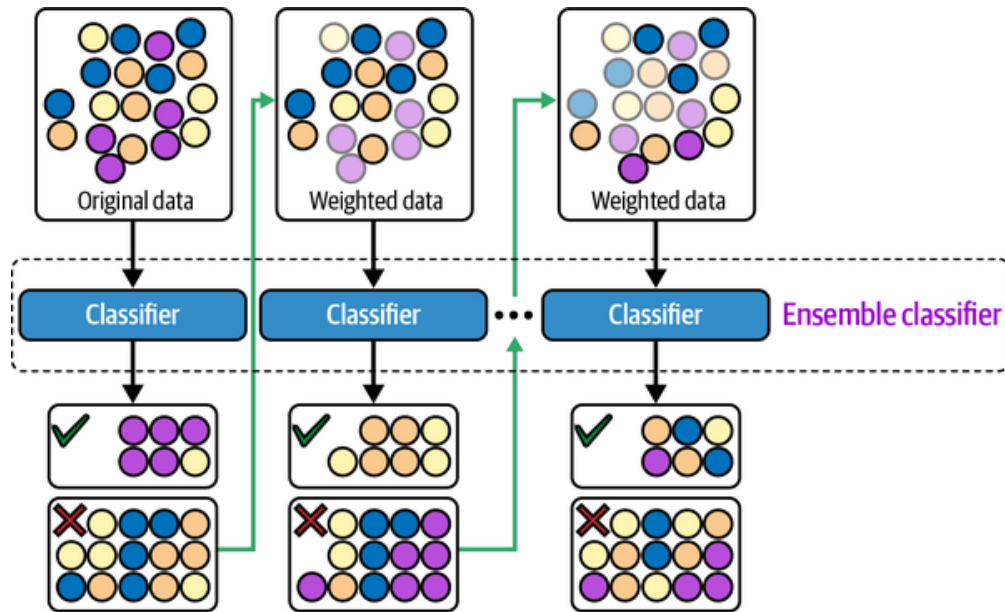 Original data
Weighted data
Weighted data
Classifier
Classifier
•••
Classifier
Ensemble classifier